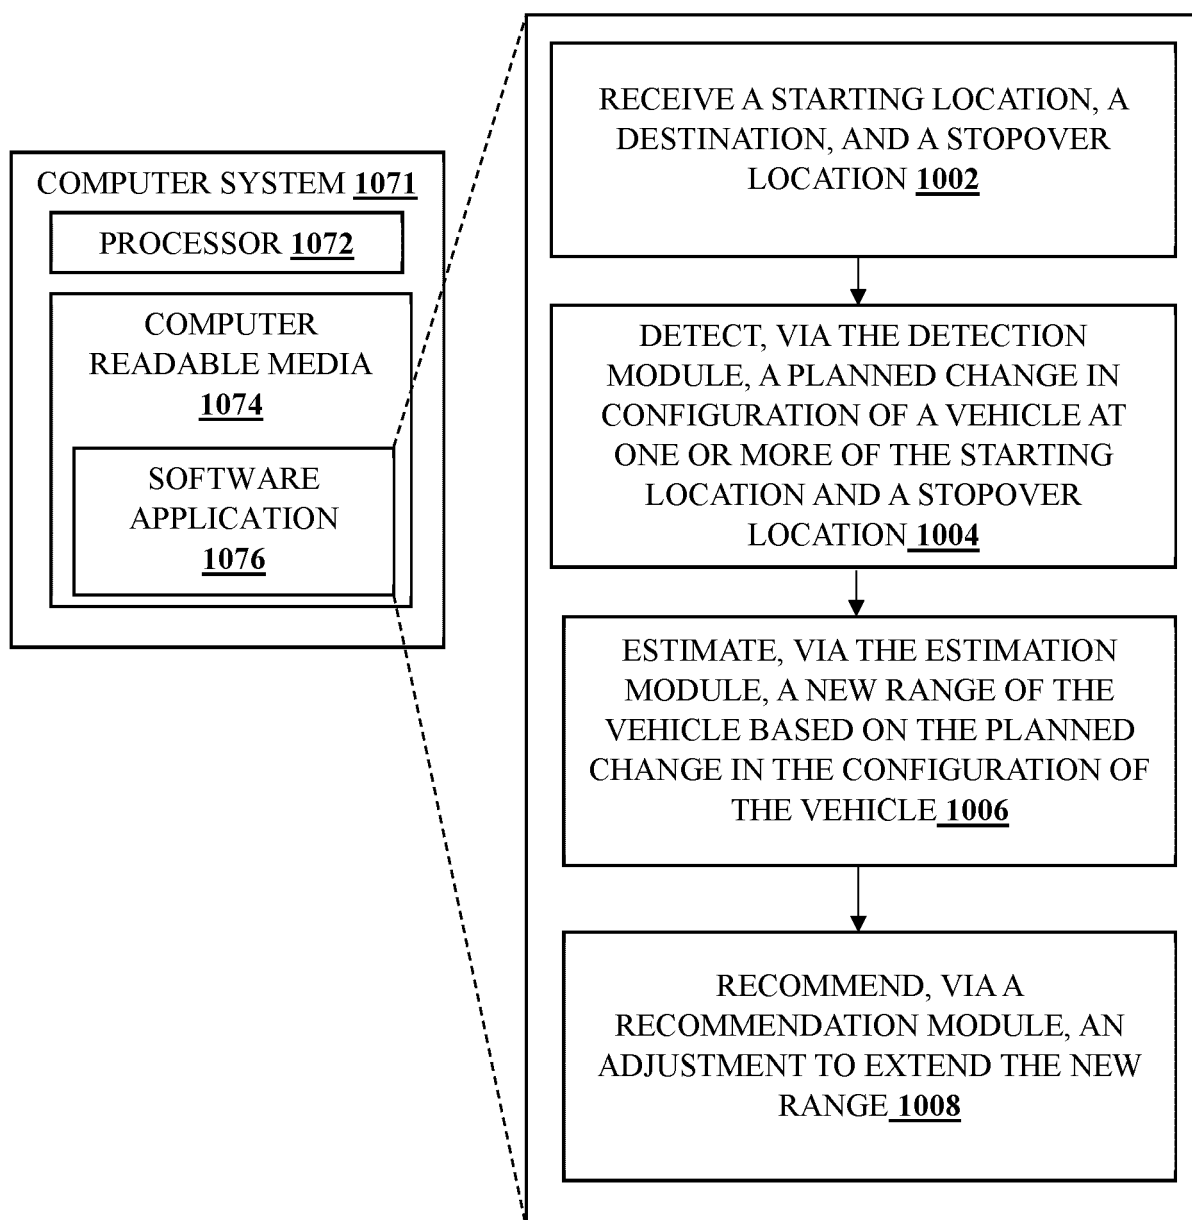 COMPUTER SYSTEM 1071
PROCESSOR 1072
COMPUTER
READABLE MEDIA
1074
SOFTWARE
APPLICATION
1076
RECEIVE A STARTING LOCATION, A
DESTINATION, AND A STOPOVER
LOCATION 1002
DETECT, VIA THE DETECTION
MODULE, A PLANNED CHANGE IN
CONFIGURATION OF A VEHICLE AT
ONE OR MORE OF THE STARTING
LOCATION AND A STOPOVER
LOCATION 1004
ESTIMATE, VIA THE ESTIMATION
MODULE, A NEW RANGE OF THE
VEHICLE BASED ON THE PLANNED
CHANGE IN THE CONFIGURATION OF
THE VEHICLE 1006
RECOMMEND, VIA A
RECOMMENDATION MODULE, AN
ADJUSTMENT TO EXTEND THE NEW
RANGE 1008